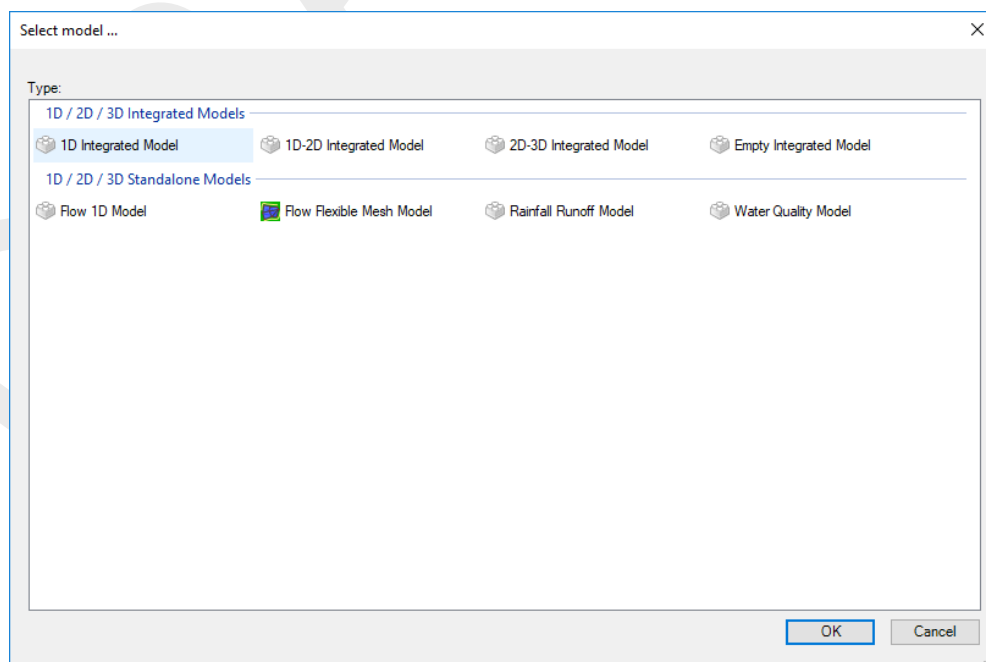 Select model ...
Type:
1D / 2D / 3D Integrated Models
1D Integrated Model 1D-2D Integrated Model 2D-3D Integrated Model Empty Integrated Model
1D / 2D / 3D Standalone Models
Flow 1D Model Flow Flexible Mesh Model Rainfall Runoff Model Water Quality Model
OK Cancel